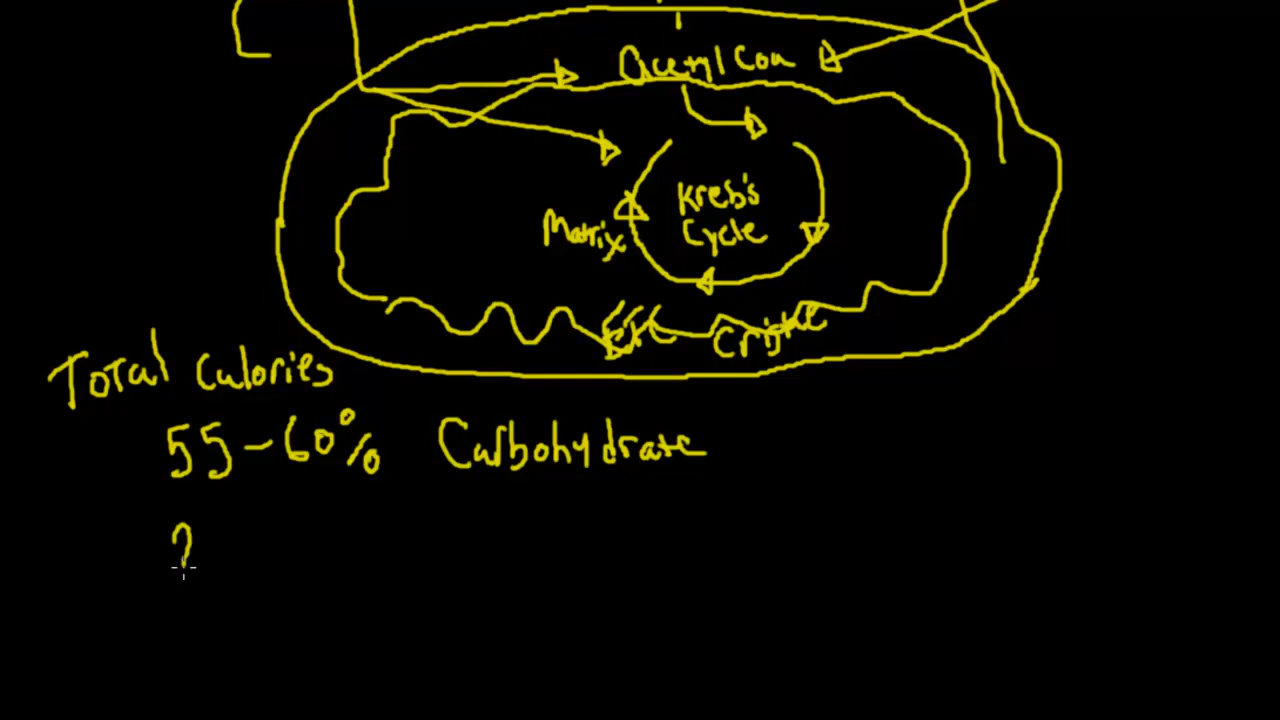 Acetyl Coa
Kreb's
Cycle
Matrix
ETC Cristae
Total Calories
55-60% Carbohydrate